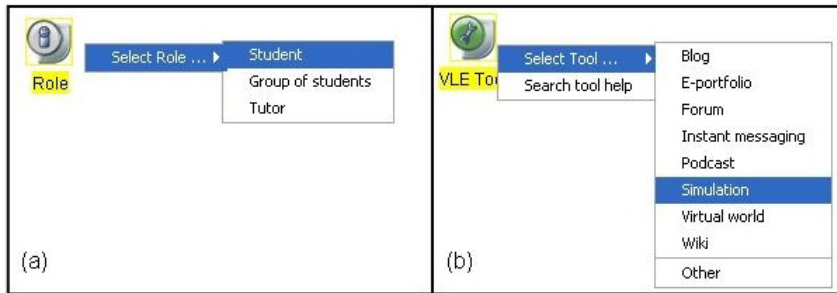 Role
Select Role ...
Student
Group of students
Tutor
(a)
VLE Too
Select Tool ...
Search tool help
Blog
E-portfolio
Forum
Instant messaging
Podcast
Simulation
Virtual world
Wiki
Other
(b)